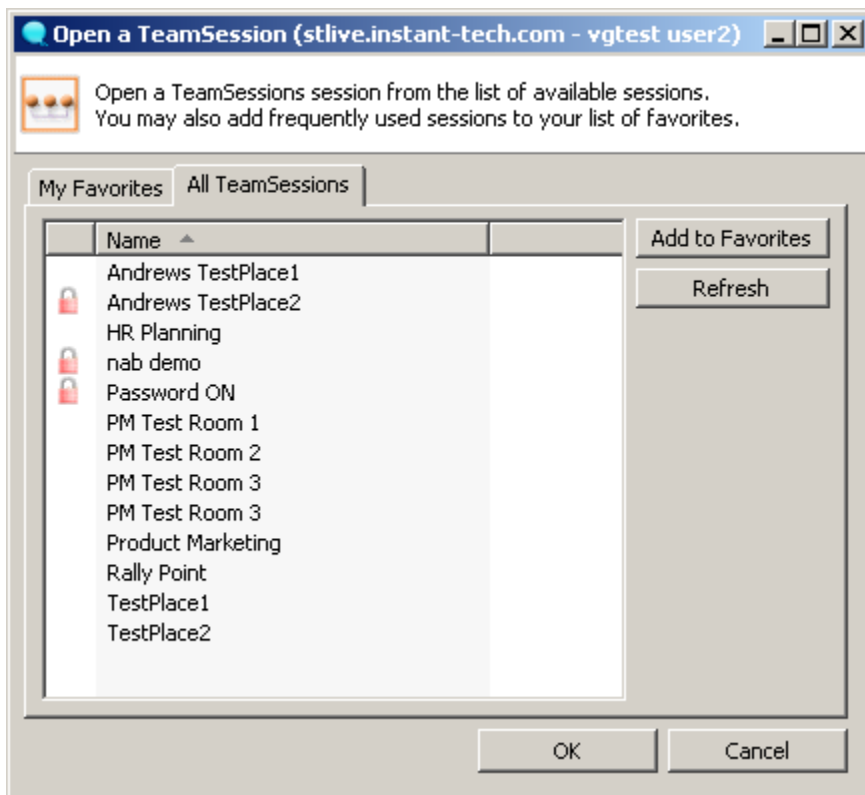 Open a TeamSession (stlive.instant-tech.com - vgtest user2)
Open a TeamSessions session from the list of available sessions.
You may also add frequently used sessions to your list of favorites.
My Favorites
All TeamSessions
Name
Add to Favorites
Refresh
Andrews TestPlace1
Andrews TestPlace2
HR Planning
nab demo
Password ON
PM Test Room 1
PM Test Room 2
PM Test Room 3
PM Test Room 3
Product Marketing
Rally Point
TestPlace1
TestPlace2
OK
Cancel